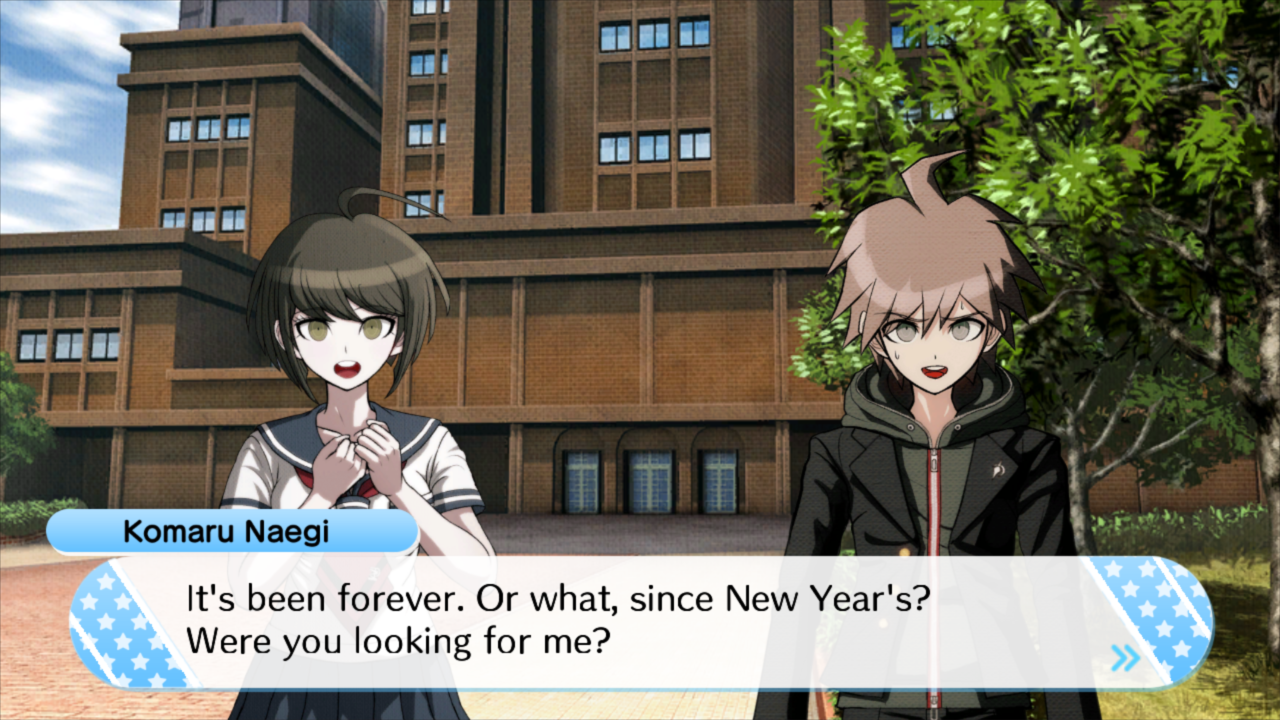 Komaru Naegi
It's been forever. Or what, since New Year's?
Were you looking for me?